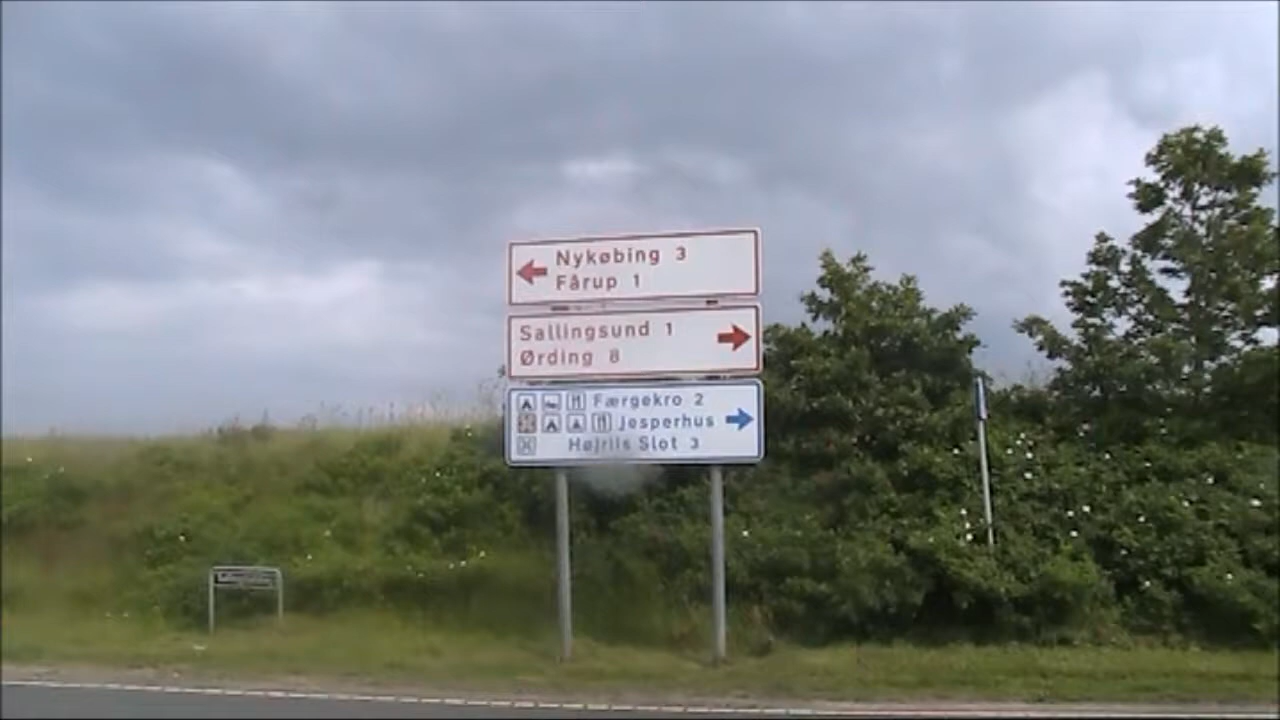 Nykøbing 3
Fårup 1
Sallingsund 1
Ørding 8
Færgekro 2
Jesperhus
Højriis Slot 3